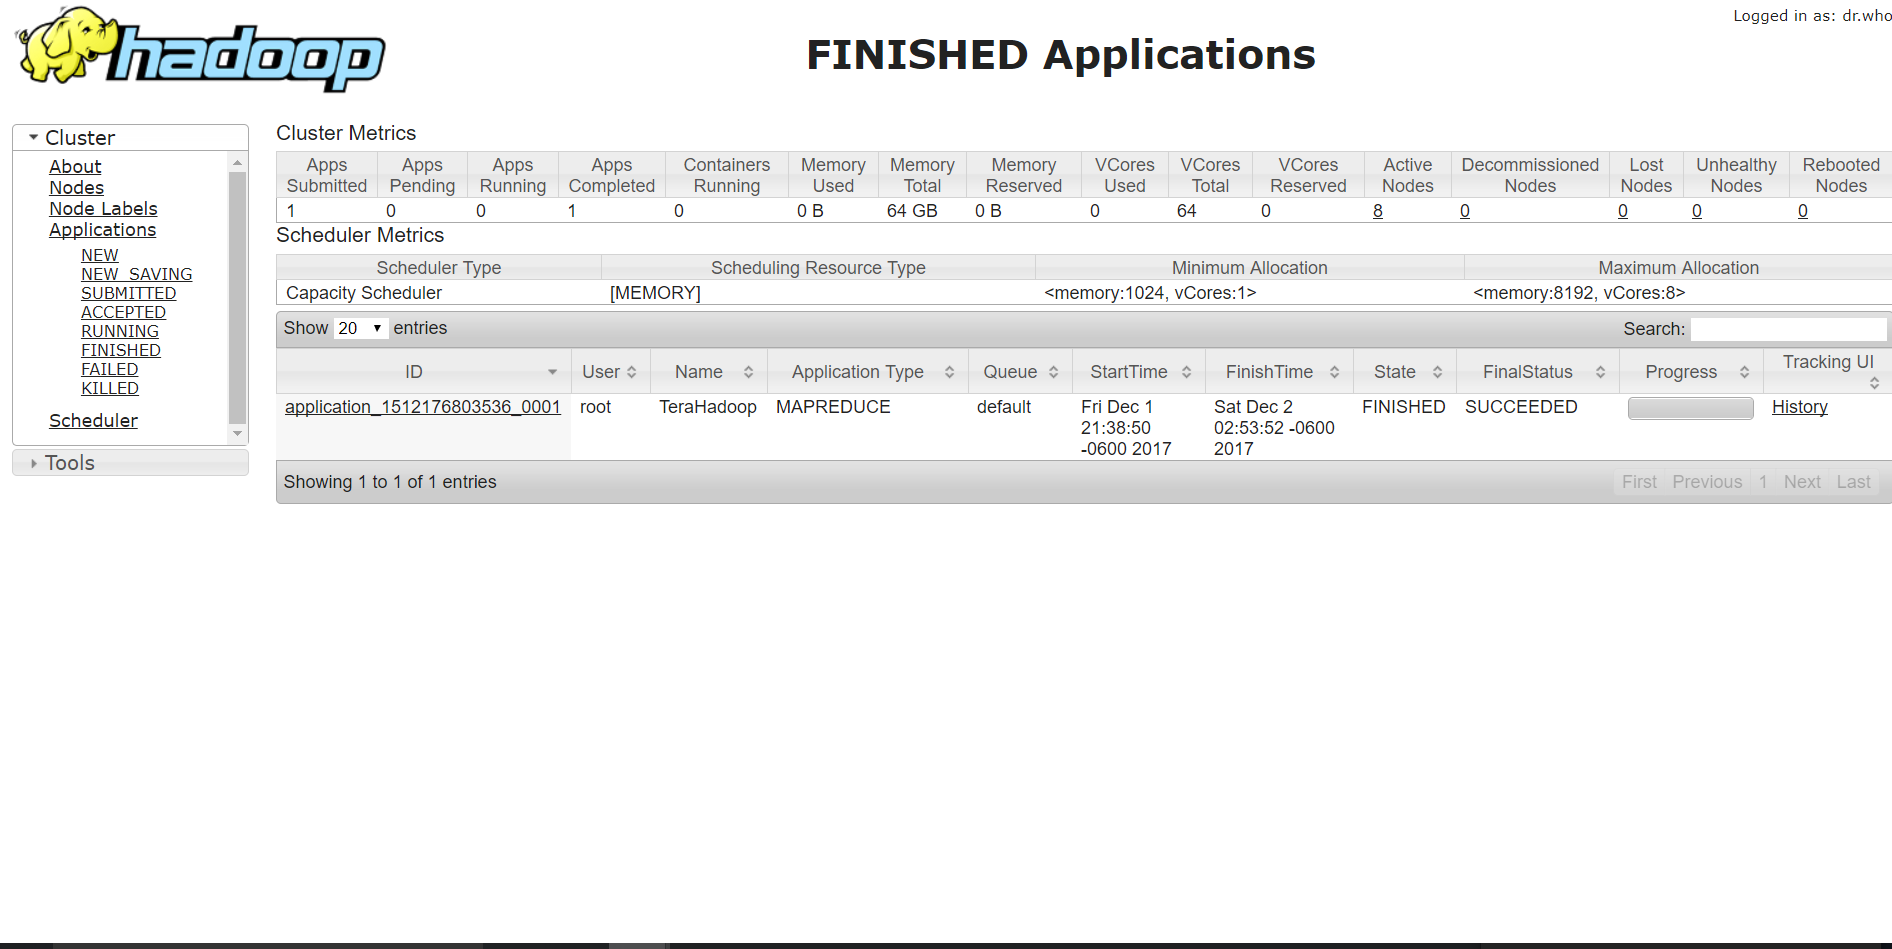 hadoop
Logged in as: dr.who
FINISHED Applications
Cluster
About
Nodes
Node Labels
Applications
NEW
NEW_SAVING
SUBMITTED
ACCEPTED
RUNNING
FINISHED
FAILED
KILLED
Scheduler
Tools
Cluster Metrics
Apps Submitted Apps Pending Apps Running Apps Completed Containers Running Memory Used Memory Total Memory Reserved VCores Used VCores Total VCores Reserved Active Nodes Decommissioned Nodes Lost Nodes Unhealthy Nodes Rebooted Nodes
1 0 0 1 0 0 B 64 GB 0 B 0 64 0 8 0 0 0 0
Scheduler Metrics
Scheduler Type Scheduling Resource Type Minimum Allocation Maximum Allocation
Capacity Scheduler [MEMORY] <memory:1024, vCores:1> <memory:8192, vCores:8>
Show 20 entries Search:
ID User Name Application Type Queue StartTime FinishTime State FinalStatus Progress Tracking UI
application_1512176803536_0001 root TeraHadoop MAPREDUCE default Fri Dec 1 21:38:50 -0600 2017 Sat Dec 2 02:53:52 -0600 2017 FINISHED SUCCEEDED History
Showing 1 to 1 of 1 entries First Previous 1 Next Last